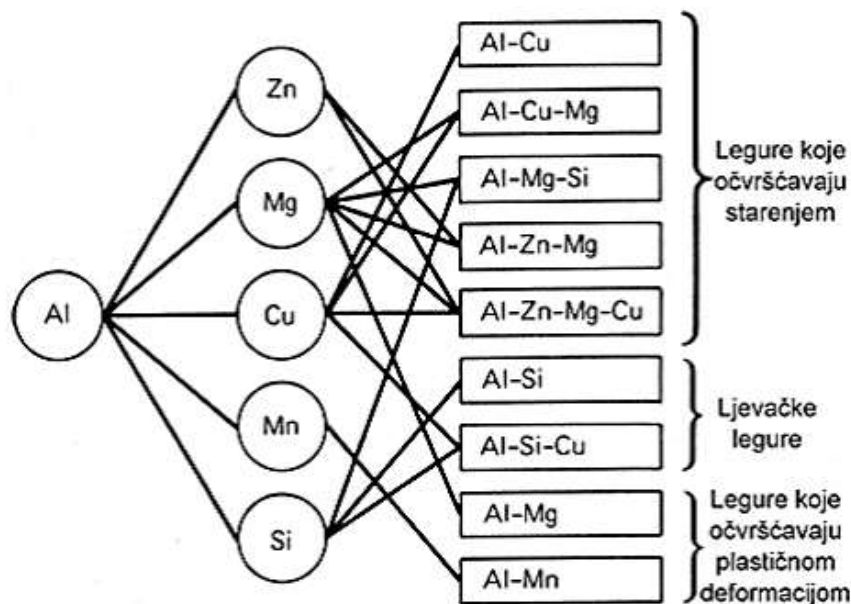 Al
Zn
Mg
Cu
Mn
Si
Al-Cu
Al-Cu-Mg
Al-Mg-Si
Al-Zn-Mg
Al-Zn-Mg-Cu
Al-Si
Al-Si-Cu
Al-Mg
Al-Mn
Legure koje
očvršćavaju
starenjem
Ljevačke
legure
Legure koje
očvršćavaju
plastičnom
deformacijom